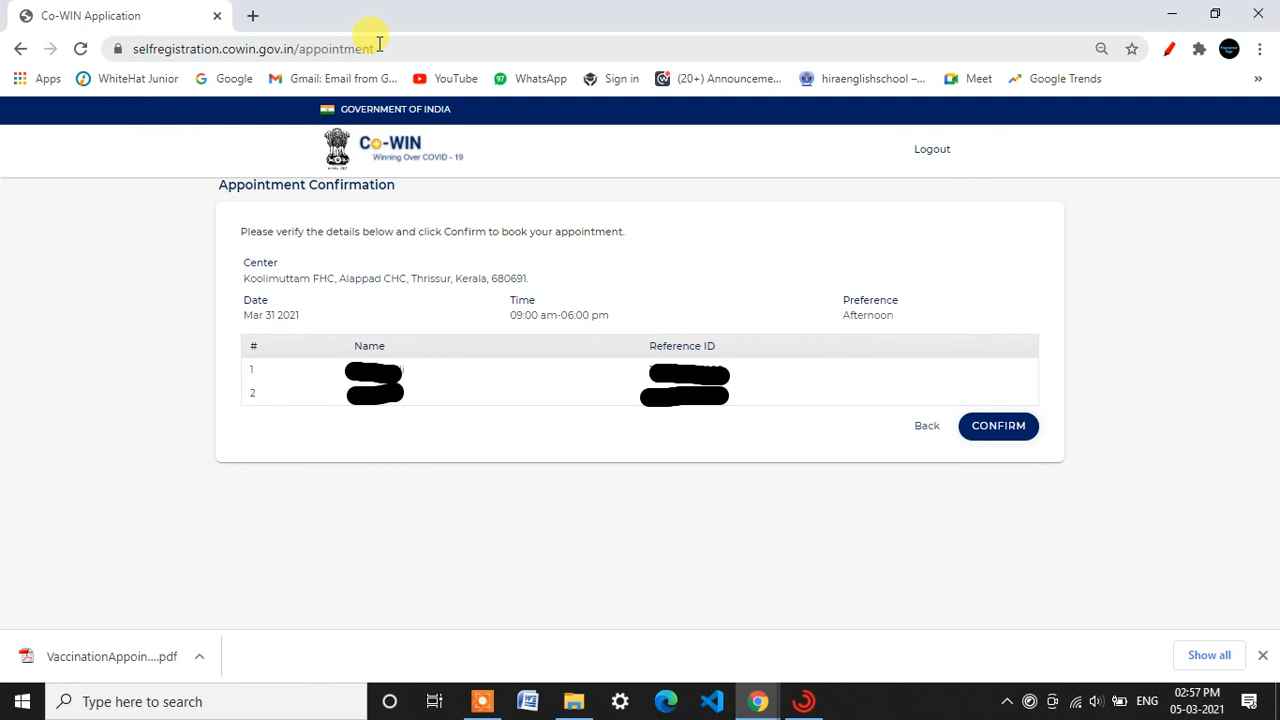 Co-WIN Application
selfregistration.cowin.gov.in/appointment
Apps WhiteHat Junior Google Gmail: Email from G... YouTube 97 WhatsApp Sign in (20+) Announceme... hiraenglishschool –... Meet Google Trends »
GOVERNMENT OF INDIA
Co-WIN
Winning Over COVID - 19
Logout
Appointment Confirmation
Please verify the details below and click Confirm to book your appointment.
Center
Koolimuttam FHC, Alappad CHC, Thrissur, Kerala, 680691.
Date Time Preference
Mar 31 2021 09:00 am-06:00 pm Afternoon
# Name Reference ID
1
2
Back CONFIRM
VaccinationAppoin....pdf Show all
Type here to search ENG 02:57 PM
05-03-2021